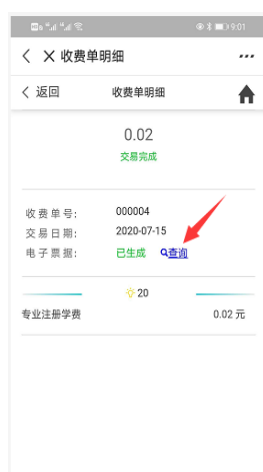 9:01
收费单明细
返回 收费单明细
0.02
交易完成
收费单号: 000004
交易日期: 2020-07-15
电子票据: 已生成 查询
20
专业注册学费 0.02 元